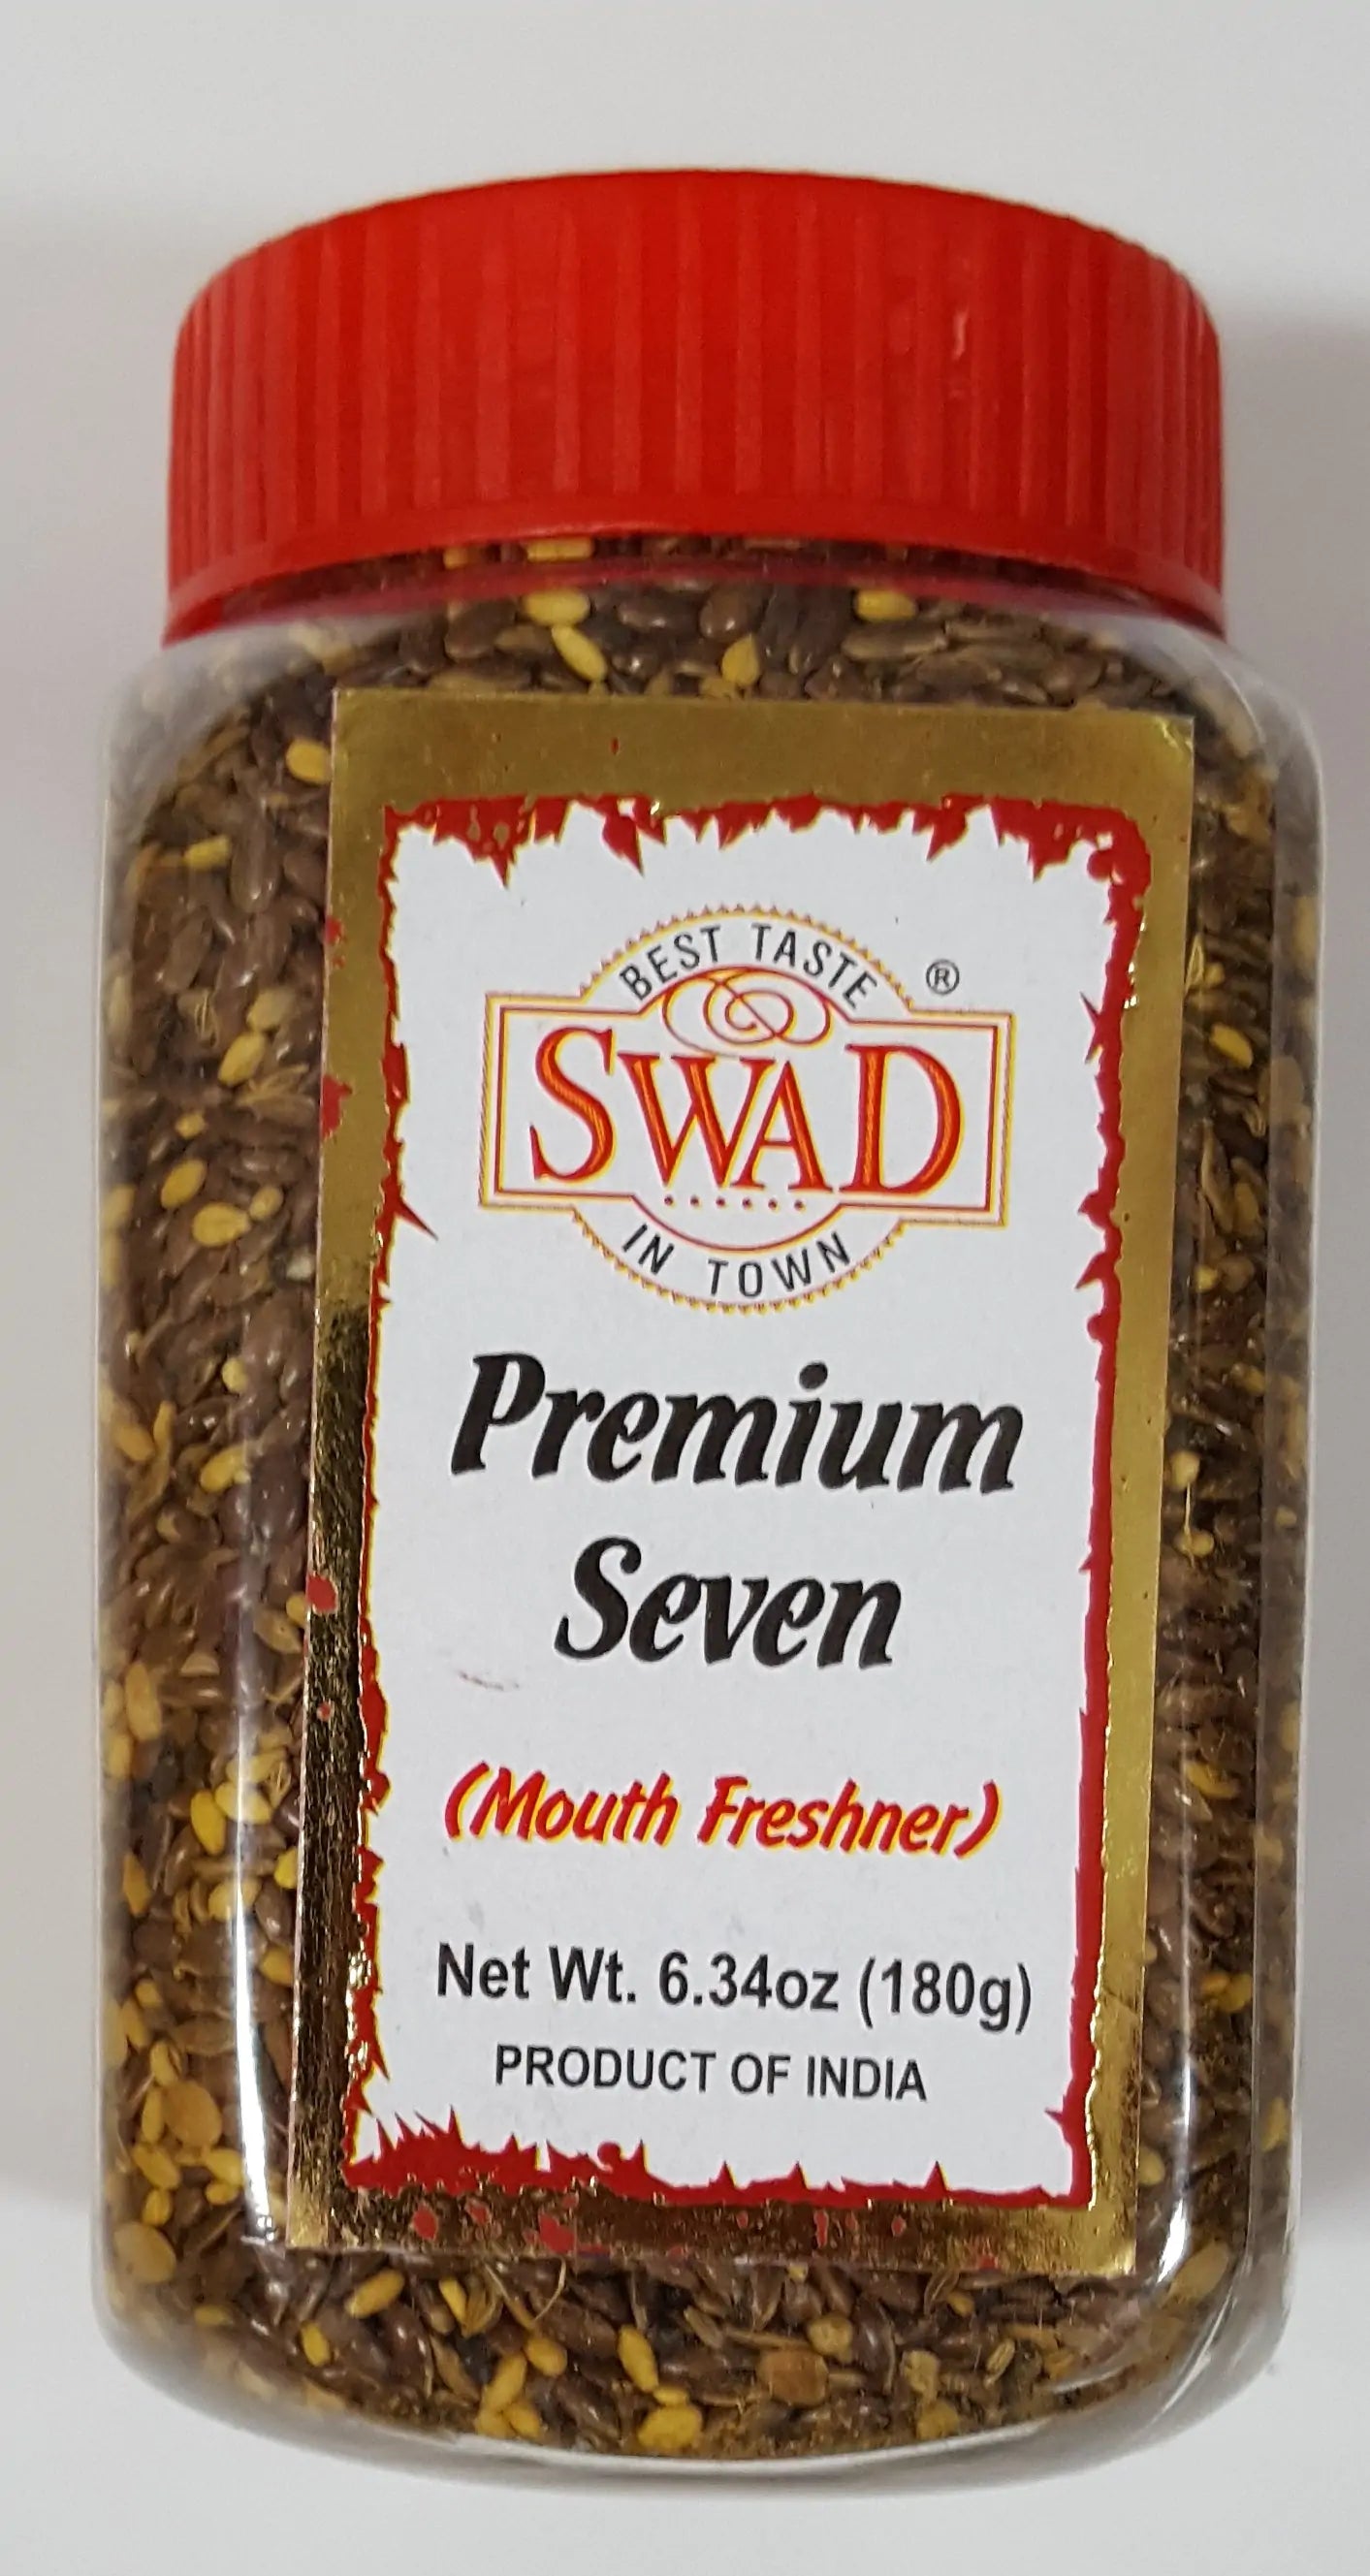 BEST TASTE
®
SWAD
IN TOWN
Premium
Seven
(Mouth Freshner)
Net Wt. 6.34oz (180g)
PRODUCT OF INDIA